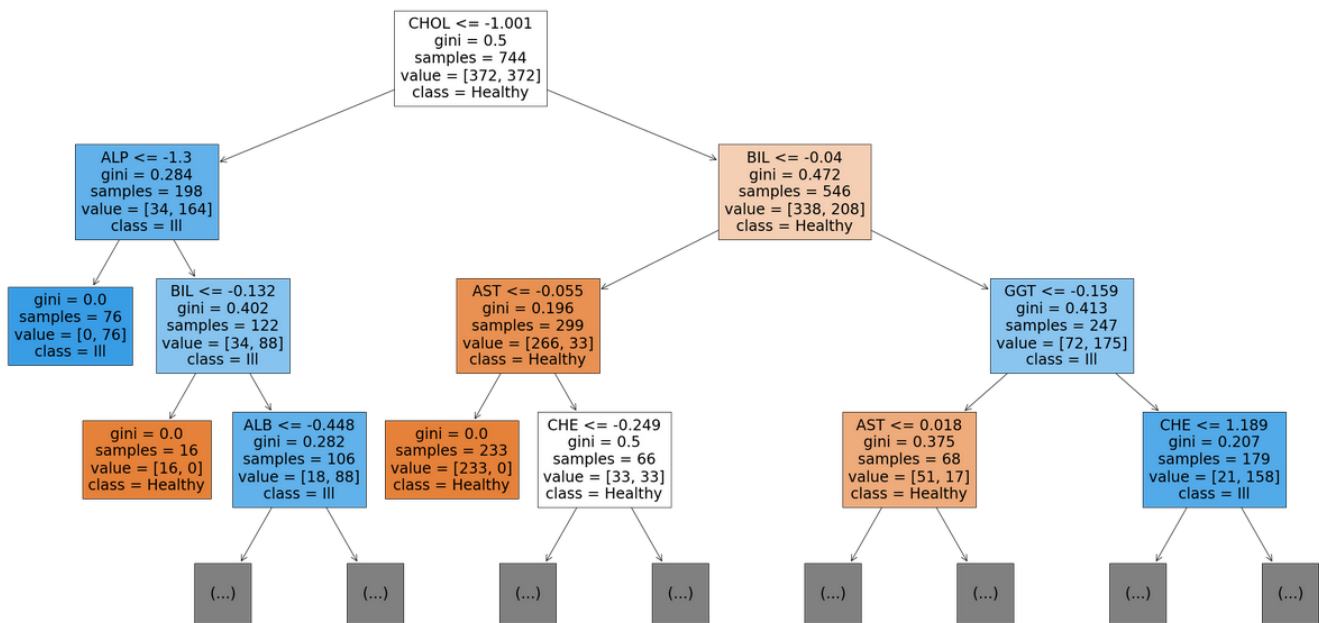 CHOL <= -1.001
gini = 0.5
samples = 744
value = [372, 372]
class = Healthy
ALP <= -1.3
gini = 0.284
samples = 198
value = [34, 164]
class = Ill
BIL <= -0.04
gini = 0.472
samples = 546
value = [338, 208]
class = Healthy
gini = 0.0
samples = 76
value = [0, 76]
class = Ill
BIL <= -0.132
gini = 0.402
samples = 122
value = [34, 88]
class = Ill
AST <= -0.055
gini = 0.196
samples = 299
value = [266, 33]
class = Healthy
GGT <= -0.159
gini = 0.413
samples = 247
value = [72, 175]
class = Ill
gini = 0.0
samples = 16
value = [16, 0]
class = Healthy
ALB <= -0.448
gini = 0.282
samples = 106
value = [18, 88]
class = Ill
gini = 0.0
samples = 233
value = [233, 0]
class = Healthy
CHE <= -0.249
gini = 0.5
samples = 66
value = [33, 33]
class = Healthy
AST <= 0.018
gini = 0.375
samples = 68
value = [51, 17]
class = Healthy
CHE <= 1.189
gini = 0.207
samples = 179
value = [21, 158]
class = Ill
(...)
(...)
(...)
(...)
(...)
(...)
(...)
(...)